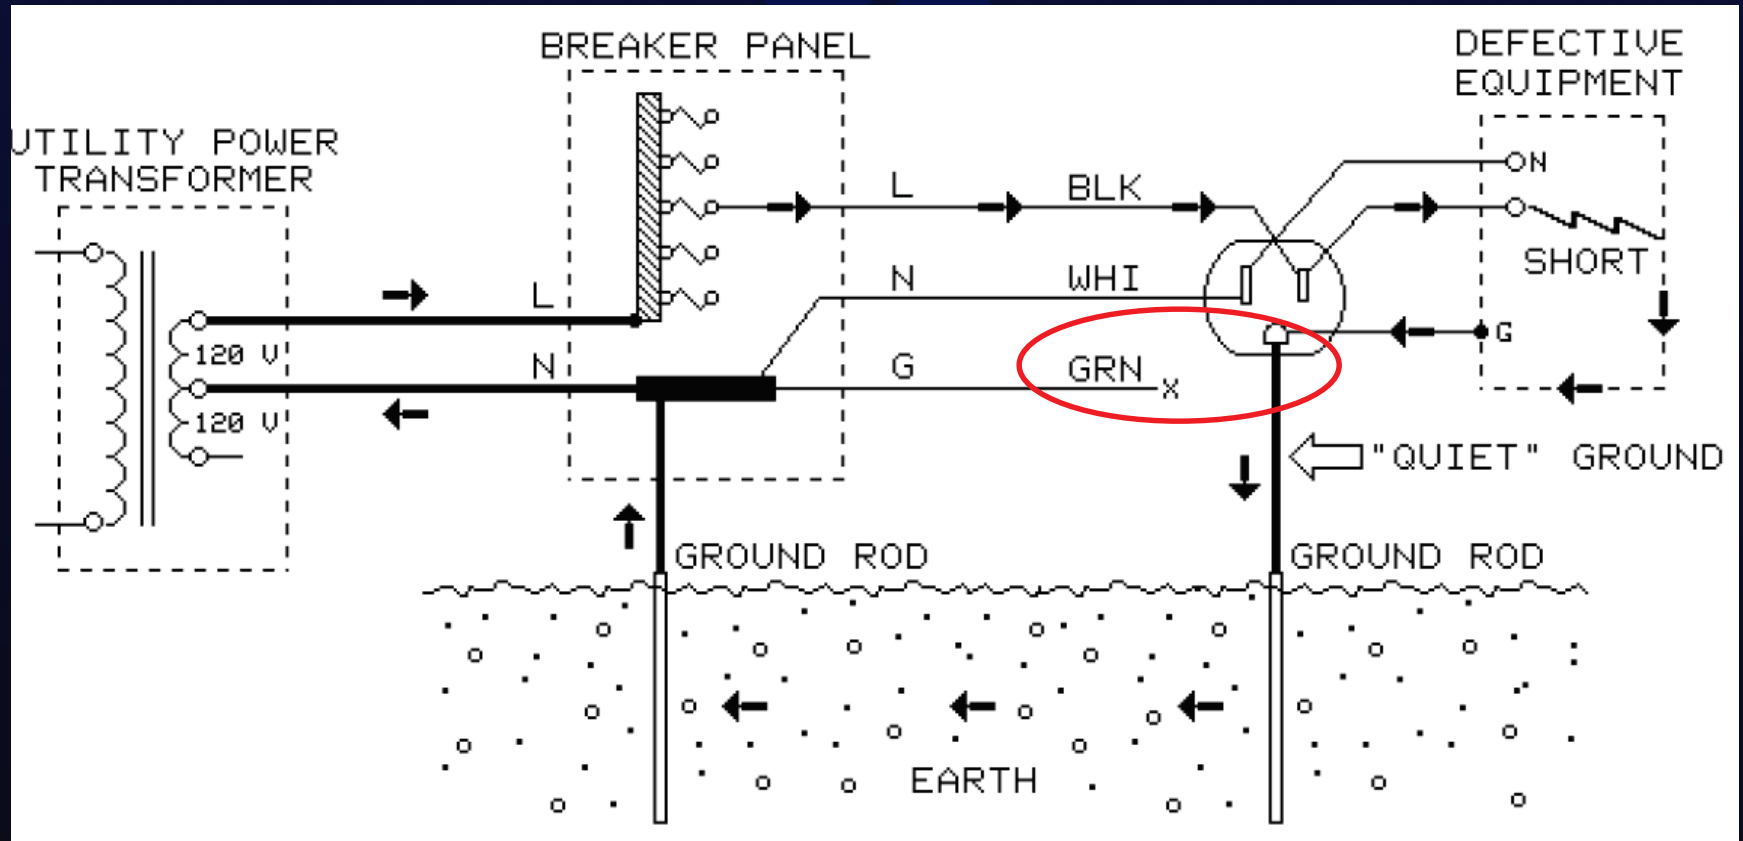 BREAKER PANEL
DEFECTIVE
EQUIPMENT
UTILITY POWER
TRANSFORMER
N
L
BLK
SHORT
L
N
WHI
G
120 V
N
G
GRN
X
120 V
"QUIET" GROUND
GROUND ROD
GROUND ROD
EARTH